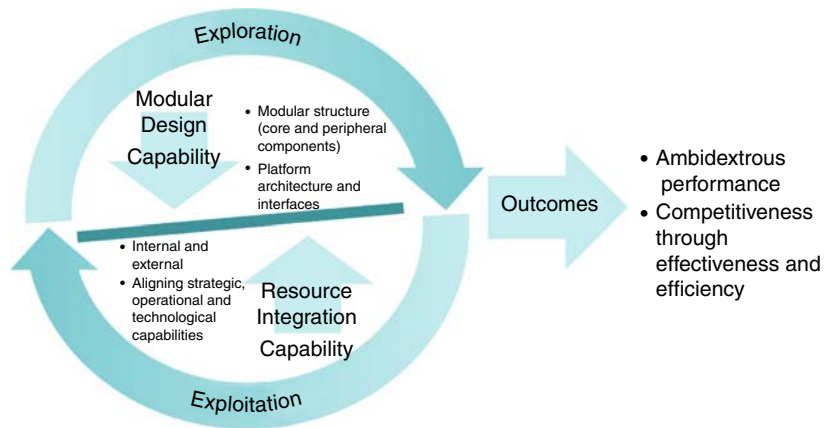 Exploration
Modular
Design
Capability
• Modular structure
(core and peripheral
components)
• Platform
architecture and
interfaces
• Internal and
external
• Aligning strategic,
operational and
technological
capabilities
Resource
Integration
Capability
Exploitation
Outcomes
• Ambidextrous
performance
• Competitiveness
through
effectiveness and
efficiency